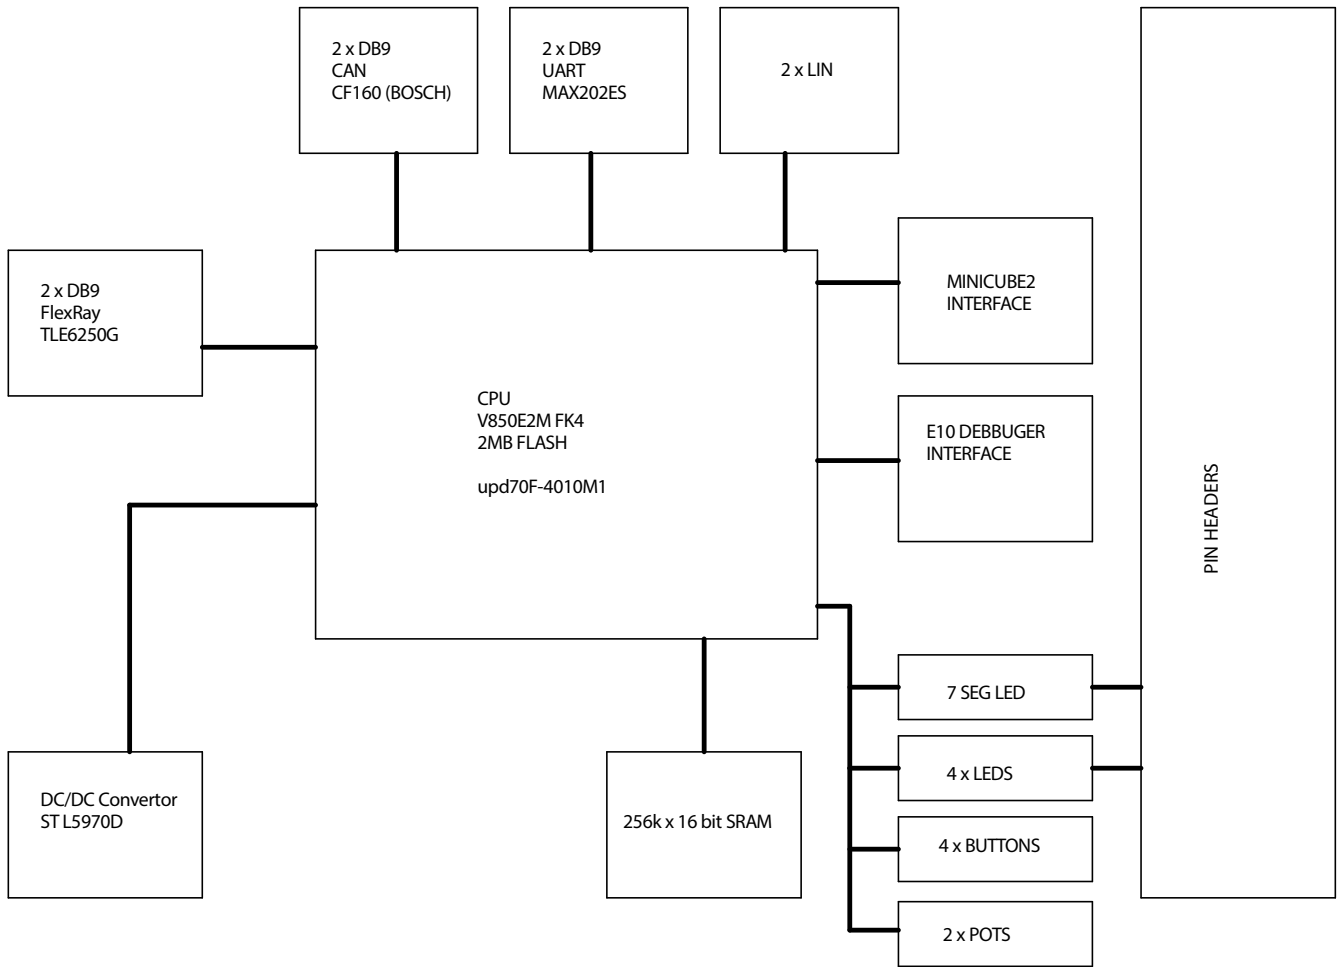 2 x DB9
CAN
CF160 (BOSCH)
2 x DB9
UART
MAX202ES
2 x LIN
2 x DB9
FlexRay
TLE6250G
MINICUBE2
INTERFACE
CPU
V850E2M FK4
2MB FLASH
upd70F-4010M1
E10 DEBBUGER
INTERFACE
PIN HEADERS
7 SEG LED
4 x LEDS
DC/DC Convertor
ST L5970D
256k x 16 bit SRAM
4 x BUTTONS
2 x POTS